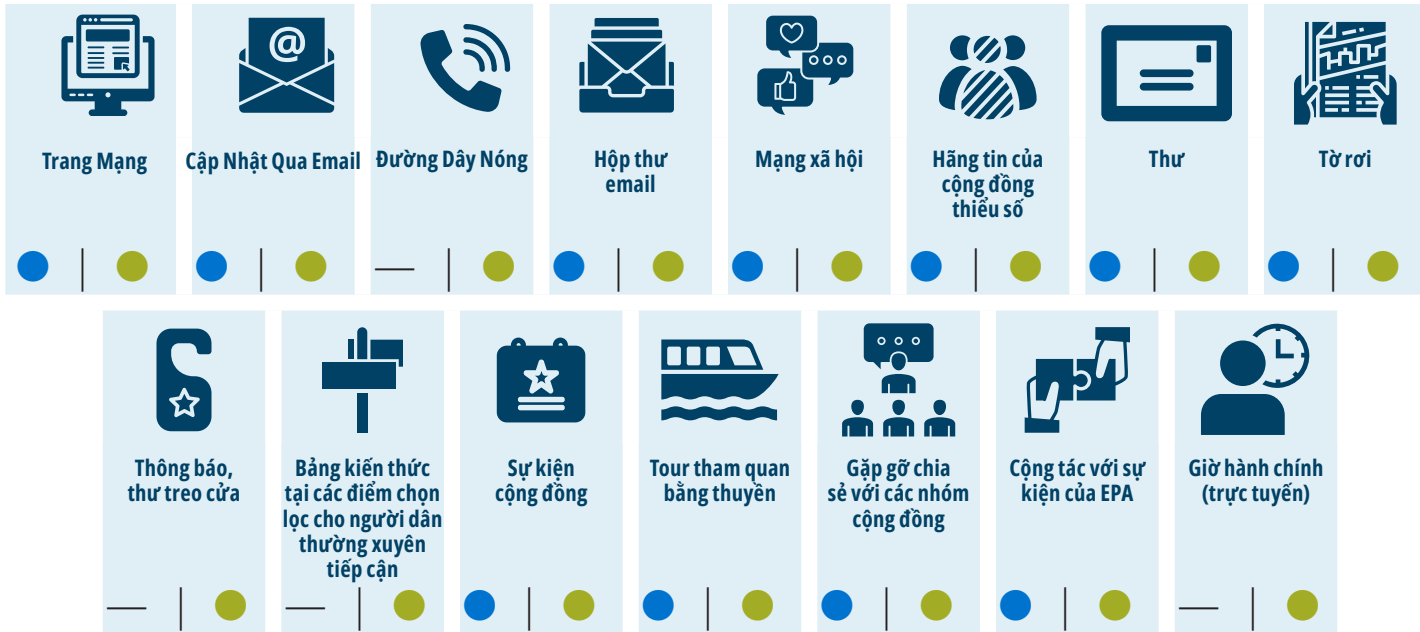 @
Trang Mạng
Cập Nhật Qua Email
Đường Dây Nóng
Hộp thư
email
Mạng xã hội
Hãng tin của
cộng đồng
thiểu số
Thư
Tờ rơi
Thông báo,
thư treo cửa
Bảng kiến thức
tại các điểm chọn
lọc cho người dân
thường xuyên
tiếp cận
Sự kiện
cộng đồng
Tour tham quan
bằng thuyền
Gặp gỡ chia
sẻ với các nhóm
cộng đồng
Cộng tác với sự
kiện của EPA
Giờ hành chính
(trực tuyến)